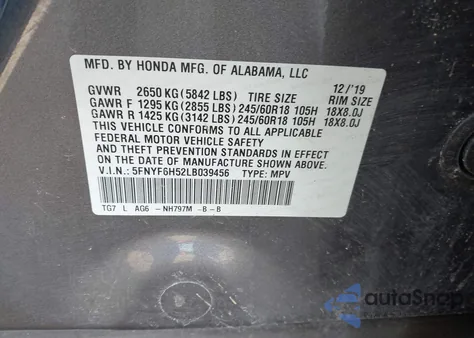 MFD. BY HONDA MFG. OF ALABAMA, LLC
12/'19
GVWR 2650 KG (5842 LBS) TIRE SIZE RIM SIZE
GAWR F 1295 KG (2855 LBS) 245/60R18 105H 18X8.0J
GAWR R 1425 KG (3142 LBS) 245/60R18 105H 18X8.0J
THIS VEHICLE CONFORMS TO ALL APPLICABLE
FEDERAL MOTOR VEHICLE SAFETY
AND THEFT PREVENTION STANDARDS IN EFFECT ON
THE DATE OF MANUFACTURE SHOWN ABOVE.
V.I.N.: 5FNYF6H52LB039456 TYPE: MPV
TG7 L AG6 -NH797M -B-B
autoSnap